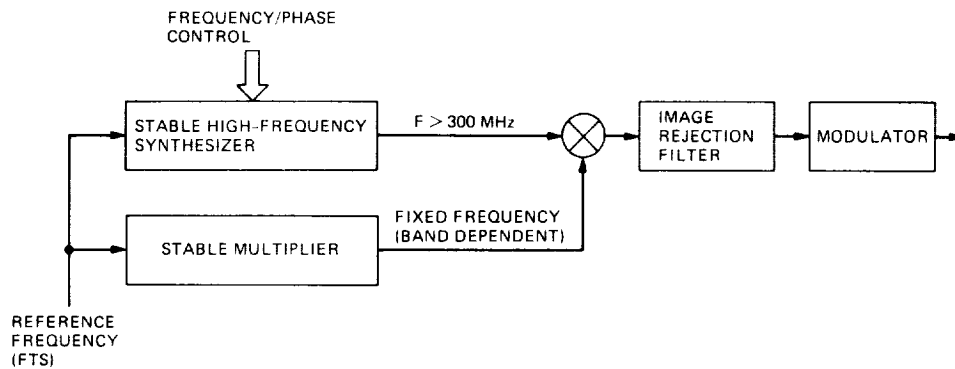 FREQUENCY/PHASE
CONTROL
STABLE HIGH-FREQUENCY
SYNTHESIZER
F > 300 MHz
IMAGE
REJECTION
FILTER
MODULATOR
FIXED FREQUENCY
(BAND DEPENDENT)
STABLE MULTIPLIER
REFERENCE
FREQUENCY
(FTS)